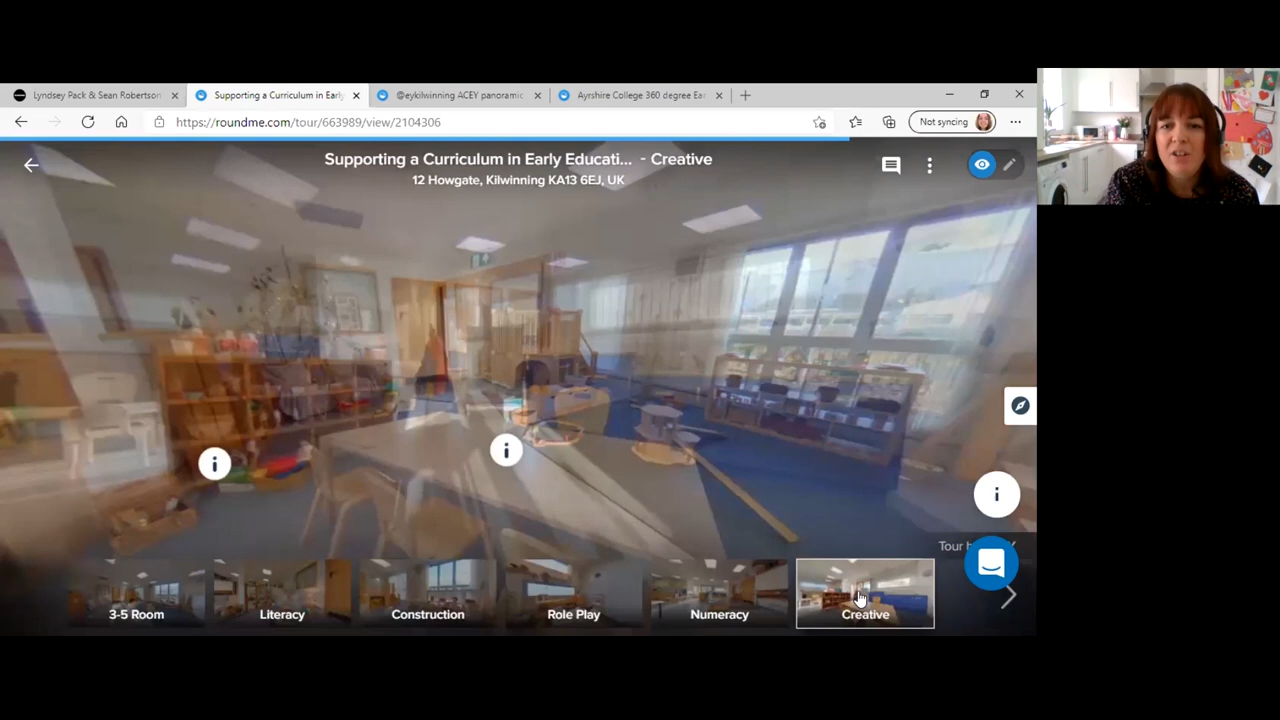 Lyndsey Pack & Sean Robertson
Supporting a Curriculum in Early
@eykilwinning ACEY panoramic
Ayrshire College 360 degree Ear
https://roundme.com/tour/663989/view/2104306
Not syncing
Supporting a Curriculum in Early Educati... - Creative
12 Howgate, Kilwinning KA13 6EJ, UK
i
i
i
Tour
3-5 Room
Literacy
Construction
Role Play
Numeracy
Creative